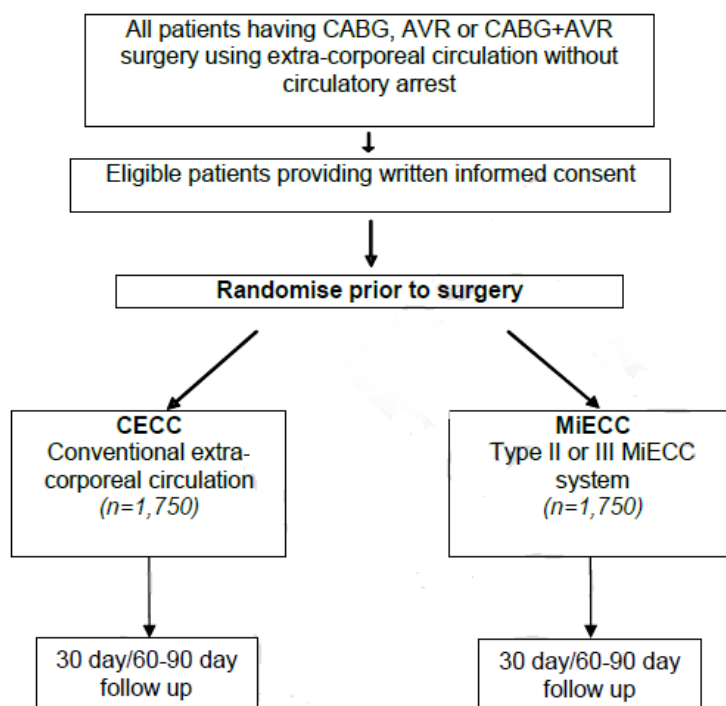 All patients having CABG, AVR or CABG+AVR
surgery using extra-corporeal circulation without
circulatory arrest
Eligible patients providing written informed consent
Randomise prior to surgery
CECC
Conventional extra-
corporeal circulation
(n=1,750)
MiECC
Type II or III MiECC
system
(n=1,750)
30 day/60-90 day
follow up
30 day/60-90 day
follow up